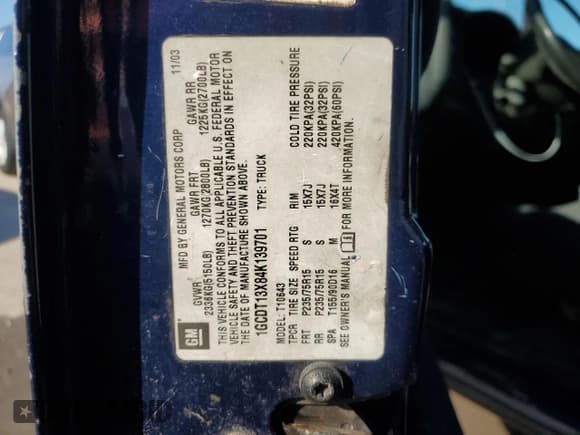 MFD BY GENERAL MOTORS CORP 11/03
GVWR GAWR FRT GAWR RR
2336KG(5150LB) 1270KG(2800LB) 1225KG(2700LB)
THIS VEHICLE CONFORMS TO ALL APPLICABLE U.S. FEDERAL MOTOR
VEHICLE SAFETY AND THEFT PREVENTION STANDARDS IN EFFECT ON
THE DATE OF MANUFACTURE SHOWN ABOVE.
1GCDT13X84K139701 TYPE: TRUCK
MODEL: T10643
TPCR TIRE SIZE SPEED RTG RIM COLD TIRE PRESSURE
FRT P235/75R15 S 15X7J 220KPA(32PSI)
RR P235/75R15 S 15X7J 220KPA(32PSI)
SPA T155/90D16 M 16X4T 420KPA(60PSI)
SEE OWNER'S MANUAL FOR MORE INFORMATION.
GM